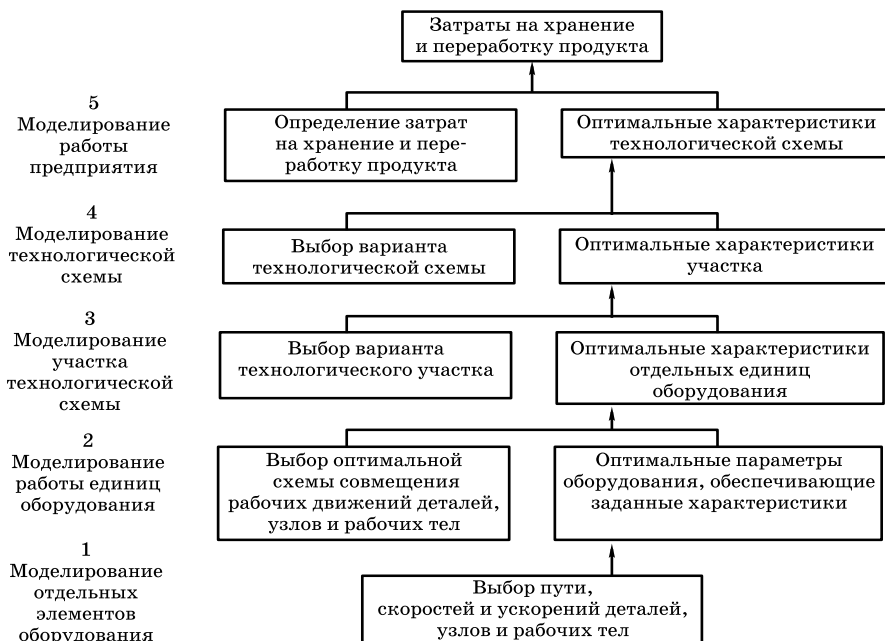 Затраты на хранение
и переработку продукта
5
Моделирование
работы
предприятия
Определение затрат
на хранение и пере-
работку продукта
Оптимальные характеристики
технологической схемы
4
Моделирование
технологической
схемы
Выбор варианта
технологической схемы
Оптимальные характеристики
участка
3
Моделирование
участка
технологической
схемы
Выбор варианта
технологического участка
Оптимальные характеристики
отдельных единиц
оборудования
2
Моделирование
работы единиц
оборудования
Выбор оптимальной
схемы совмещения
рабочих движений деталей,
узлов и рабочих тел
Оптимальные параметры
оборудования, обеспечивающие
заданные характеристики
1
Моделирование
отдельных
элементов
оборудования
Выбор пути,
скоростей и ускорений деталей,
узлов и рабочих тел